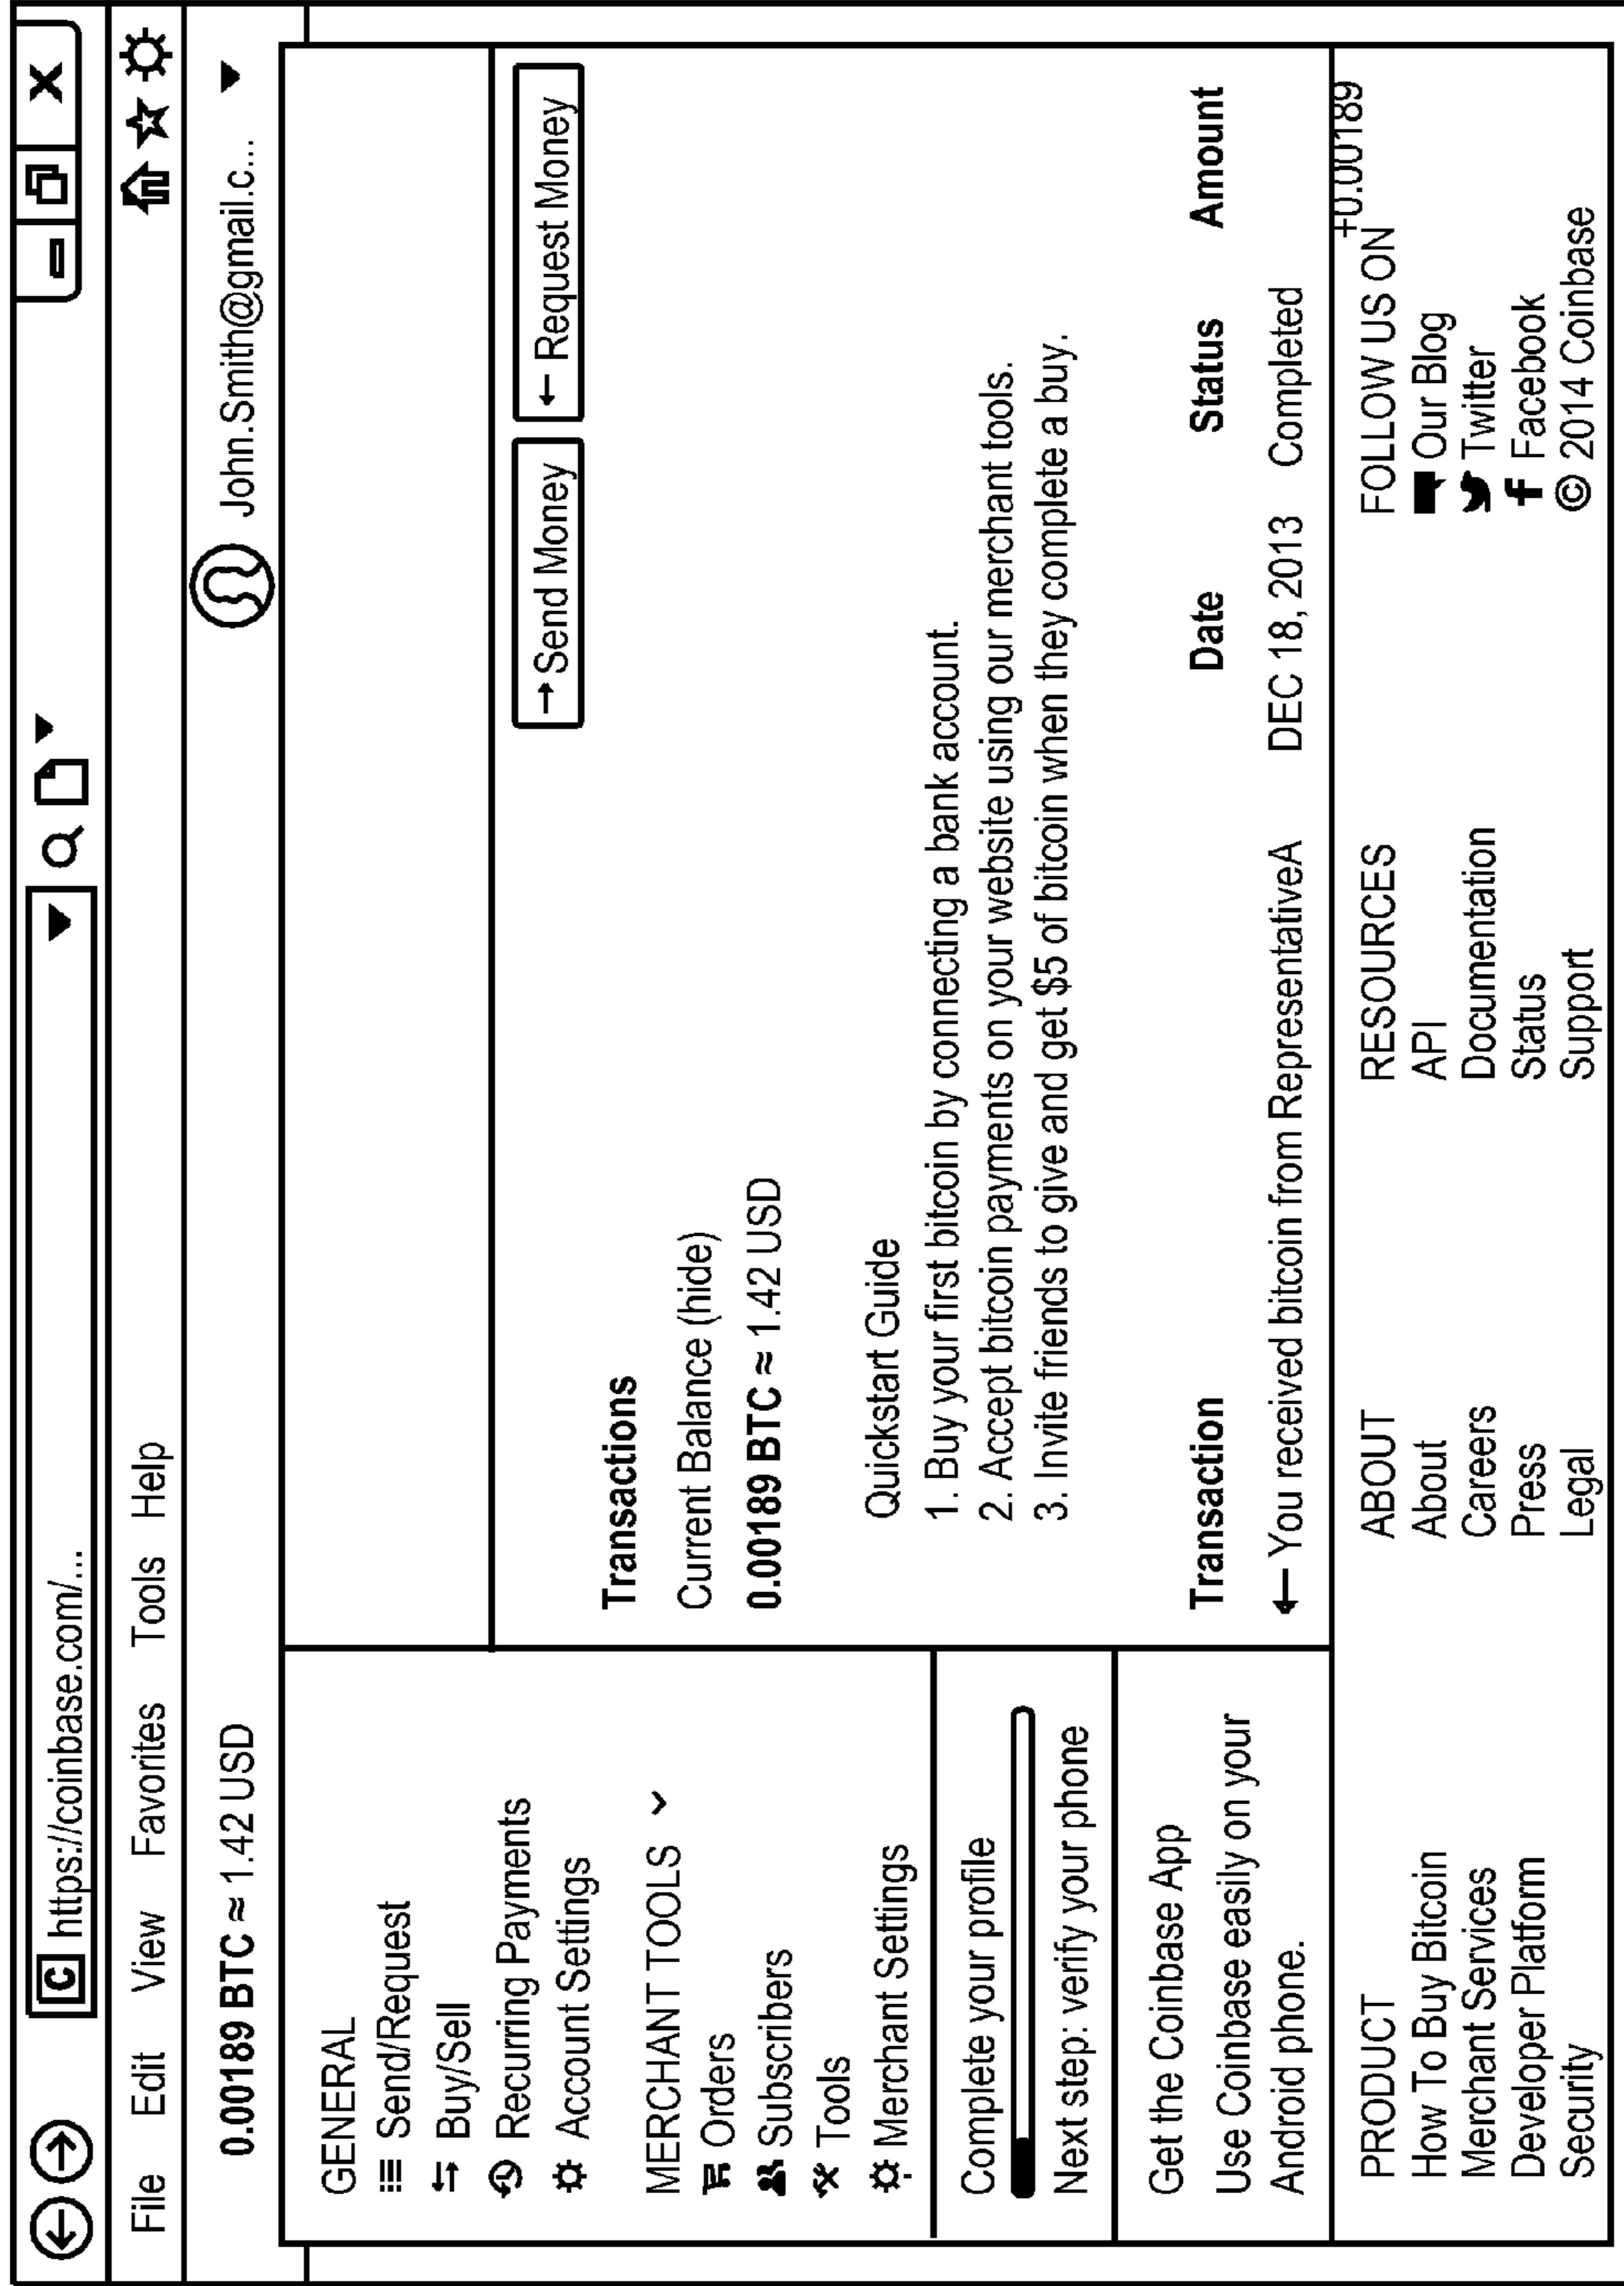 C https://coinbase.com/...
File Edit View Favorites Tools Help
0.00189 BTC ≈ 1.42 USD
John.Smith@gmail.c...
GENERAL
Send/Request
Buy/Sell
Recurring Payments
Account Settings
MERCHANT TOOLS
Orders
Subscribers
Tools
Merchant Settings
Complete your profile
Next step: verify your phone
Get the Coinbase App
Use Coinbase easily on your
Android phone.
→ Send Money
← Request Money
Transactions
Current Balance (hide)
0.00189 BTC ≈ 1.42 USD
Quickstart Guide
1. Buy your first bitcoin by connecting a bank account.
2. Accept bitcoin payments on your website using our merchant tools.
3. Invite friends to give and get $5 of bitcoin when they complete a buy.
Transaction Date Status Amount
← You received bitcoin from RepresentativeA DEC 18, 2013 Completed
+0.00189
PRODUCT
How To Buy Bitcoin
Merchant Services
Developer Platform
Security
ABOUT
About
Careers
Press
Legal
RESOURCES
API
Documentation
Status
Support
FOLLOW US ON
Our Blog
Twitter
Facebook
© 2014 Coinbase